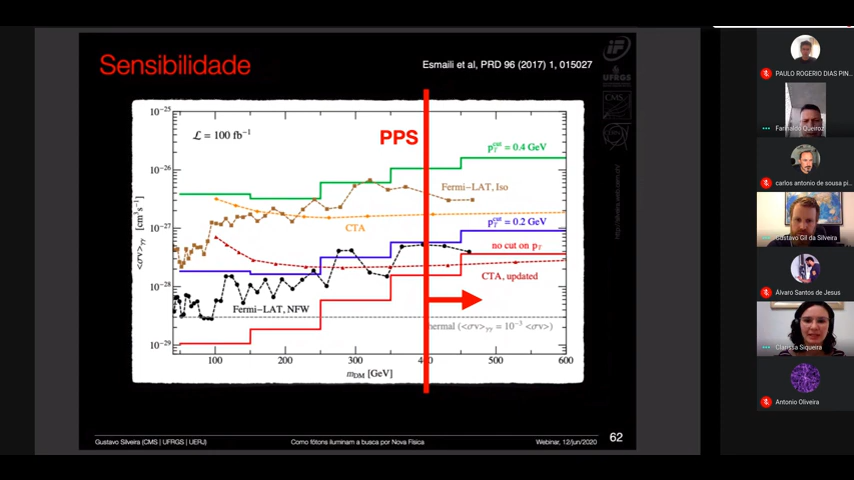 Sensibilidade
Esmaili et al, PRD 96 (2017) 1, 015027
UFRGS
CMS
10⁻²⁵
10⁻²⁶
10⁻²⁷
10⁻²⁸
10⁻²⁹
<σv>γγ [cm³s⁻¹]
ℒ = 100 fb⁻¹
PPS
p_T^cut = 0.4 GeV
Fermi−LAT, Iso
CTA
p_T^cut = 0.2 GeV
no cut on p_T
CTA, updated
Fermi−LAT, NFW
hermal (<σv>γγ = 10⁻³ <σv>)
100 200 300 400 500 600
m_DM [GeV]
Gustavo Silveira (CMS | UFRGS | UERJ) Como fótons iluminam a busca por Nova Física Webinar, 12/jun/2020 62
PAULO ROGERIO DIAS PIN...
Farinaldo Queiroz
carlos antonio de sousa pi...
Gustavo Gil da Silveira
Álvaro Santos de Jesus
Clarissa Siqueira
Antonio Oliveira